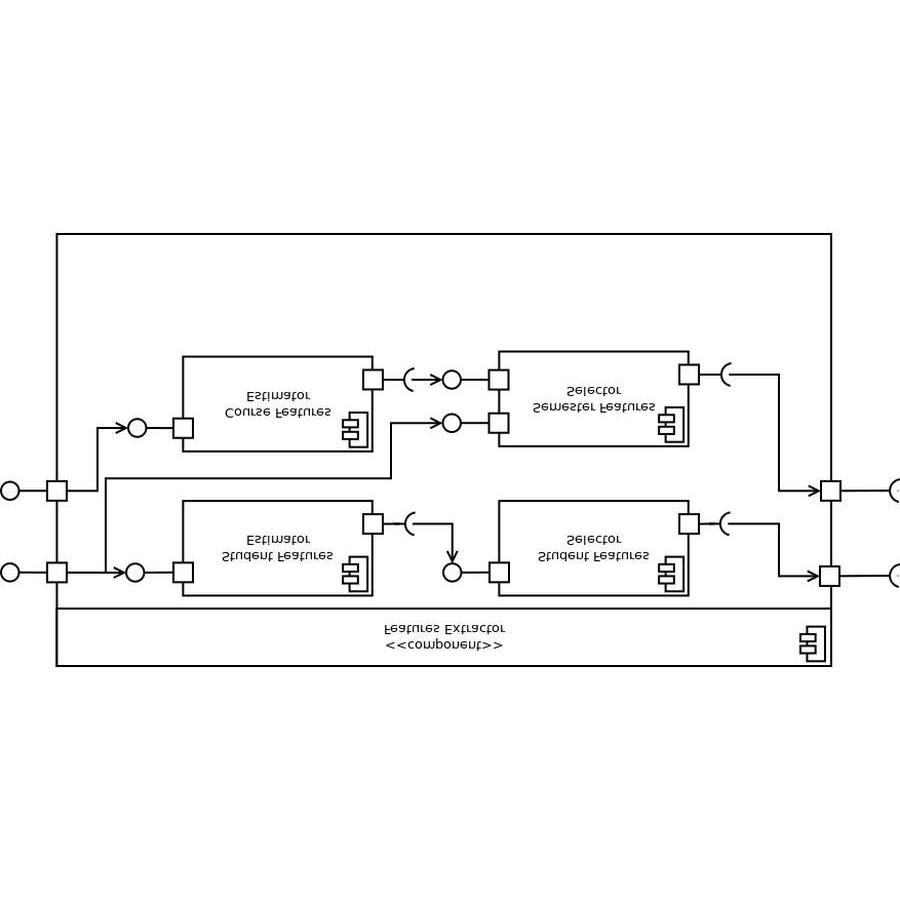 <<component>>
Features Extractor
Student Features
Estimator
Student Features
Selector
Course Features
Estimator
Semester Features
Selector